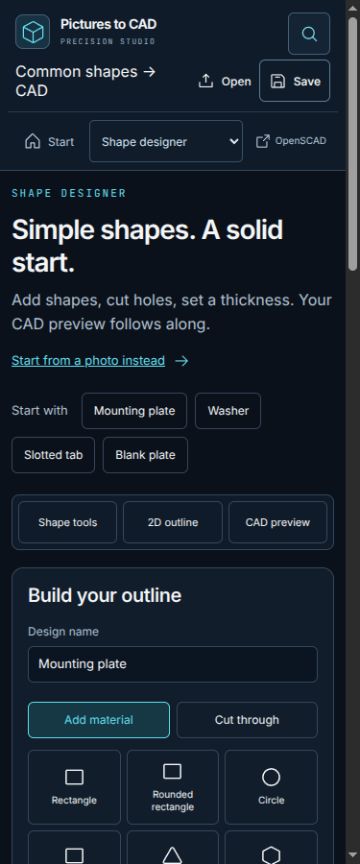 Pictures to CAD
PRECISION STUDIO
Common shapes →
CAD
Open
Save
Start
Shape designer
OpenSCAD
SHAPE DESIGNER
Simple shapes. A solid
start.
Add shapes, cut holes, set a thickness. Your
CAD preview follows along.
Start from a photo instead →
Start with
Mounting plate
Washer
Slotted tab
Blank plate
Shape tools
2D outline
CAD preview
Build your outline
Design name
Mounting plate
Add material
Cut through
Rectangle
Rounded
rectangle
Circle